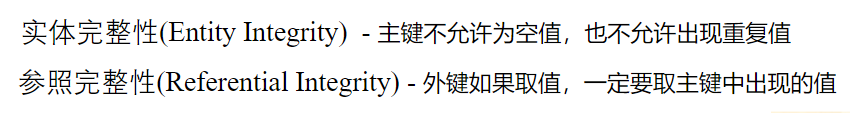 实体完整性(Entity Integrity) - 主键不允许为空值，也不允许出现重复值
参照完整性(Referential Integrity) - 外键如果取值，一定要取主键中出现的值